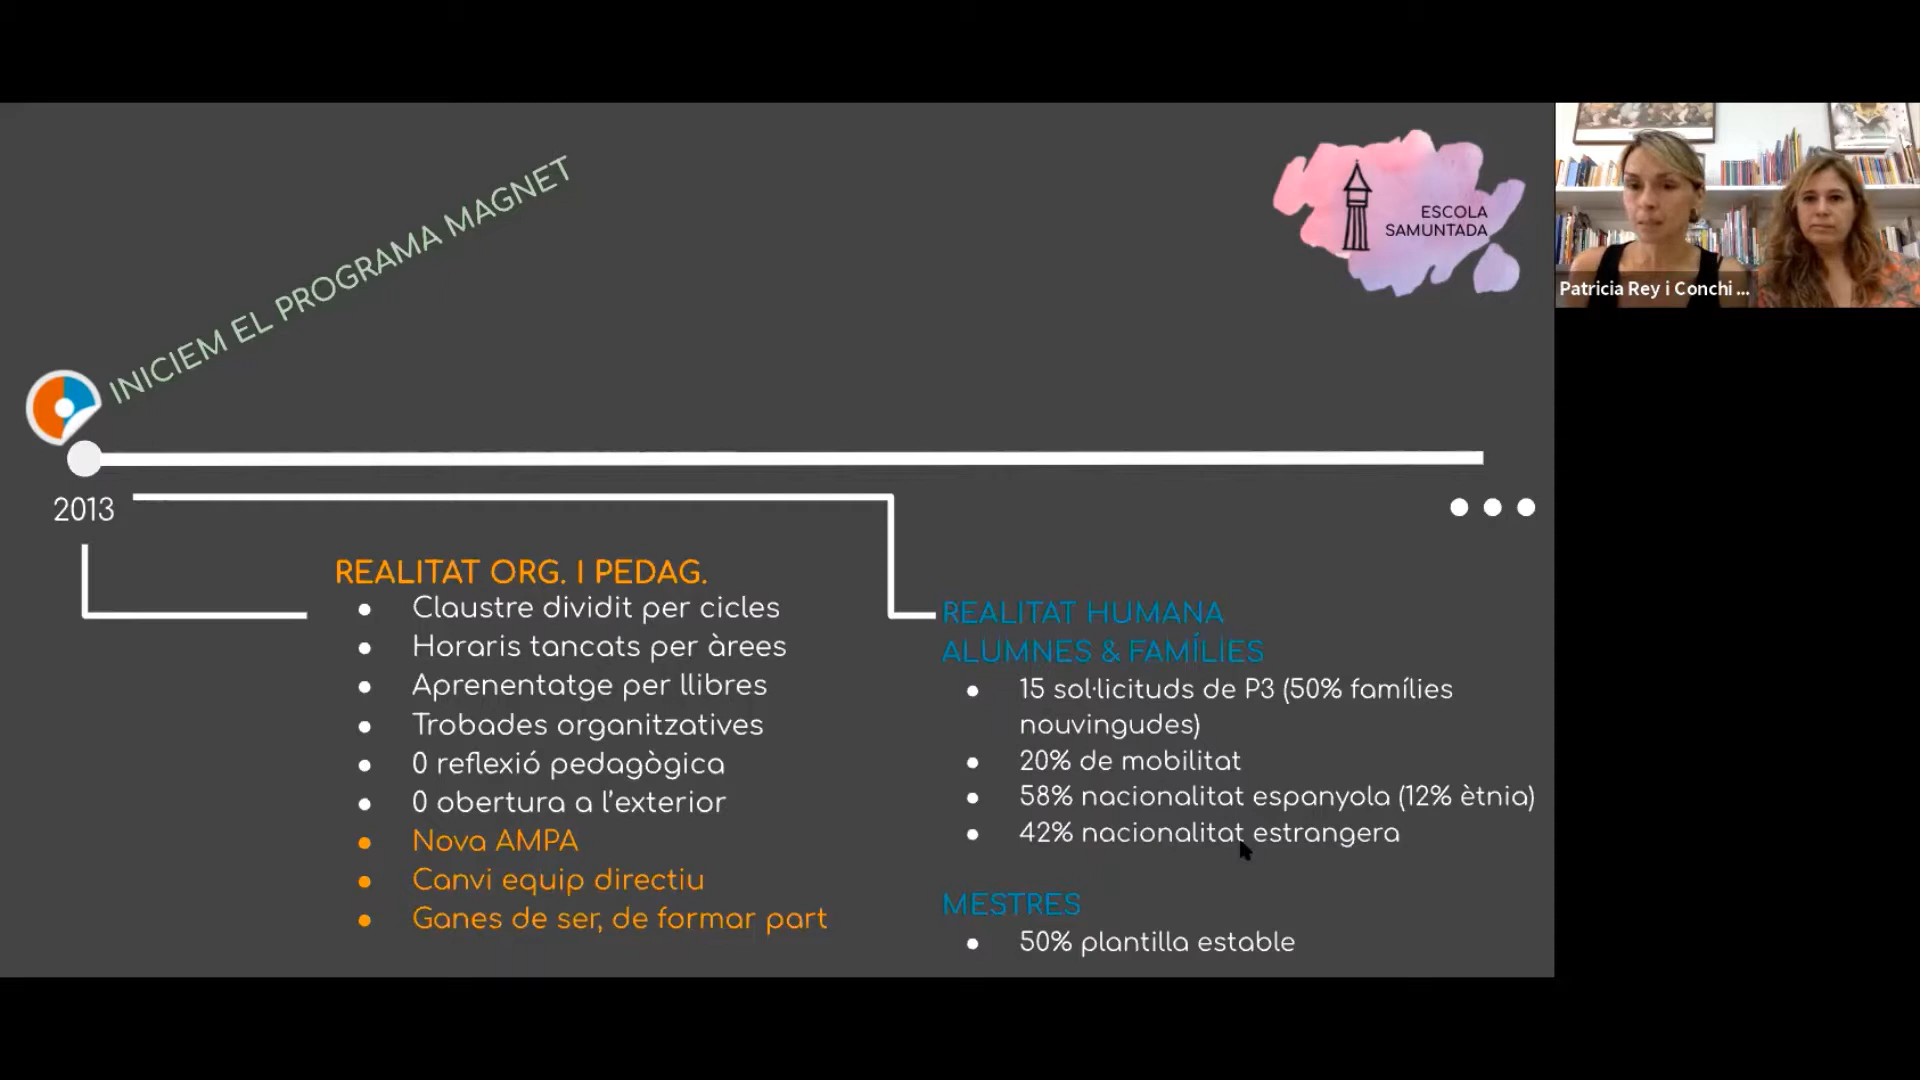 INICIEM EL PROGRAMA MAGNET
ESCOLA
SAMUNTADA
Patricia Rey i Conchi ...
2013
REALITAT ORG. I PEDAG.
● Claustre dividit per cicles
● Horaris tancats per àrees
● Aprenentatge per llibres
● Trobades organitzatives
● 0 reflexió pedagògica
● 0 obertura a l'exterior
● Nova AMPA
● Canvi equip directiu
● Ganes de ser, de formar part
REALITAT HUMANA
ALUMNES & FAMÍLIES
● 15 sol·licituds de P3 (50% famílies
nouvingudes)
● 20% de mobilitat
● 58% nacionalitat espanyola (12% ètnia)
● 42% nacionalitat estrangera
MESTRES
● 50% plantilla estable